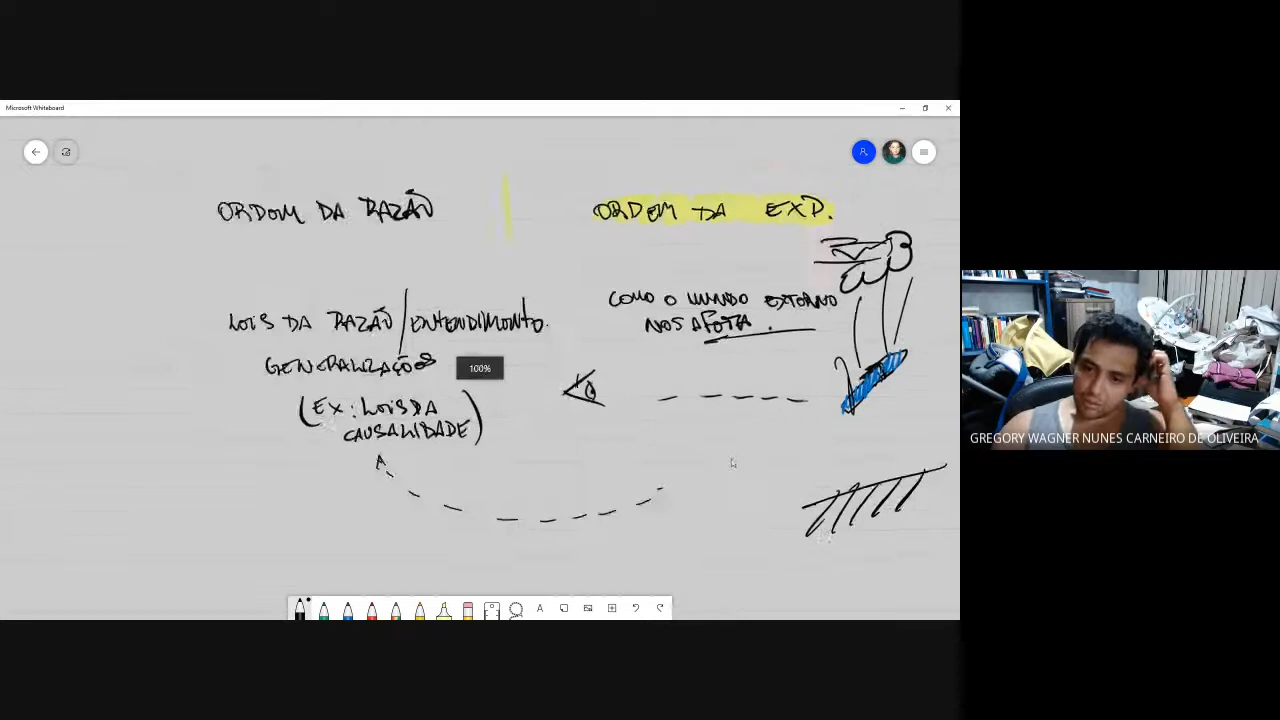 Microsoft Whiteboard
ORDEM DA RAZÃO
ORDEM DA EXP.
LEIS DA RAZÃO/ENTENDIMENTO.
GENERALIZAÇÕES
100%
(EX: LEIS DA
CAUSALIDADE)
COMO O MUNDO EXTERNO
NOS AFETA.
A
GREGORY WAGNER NUNES CARNEIRO DE OLIVEIRA